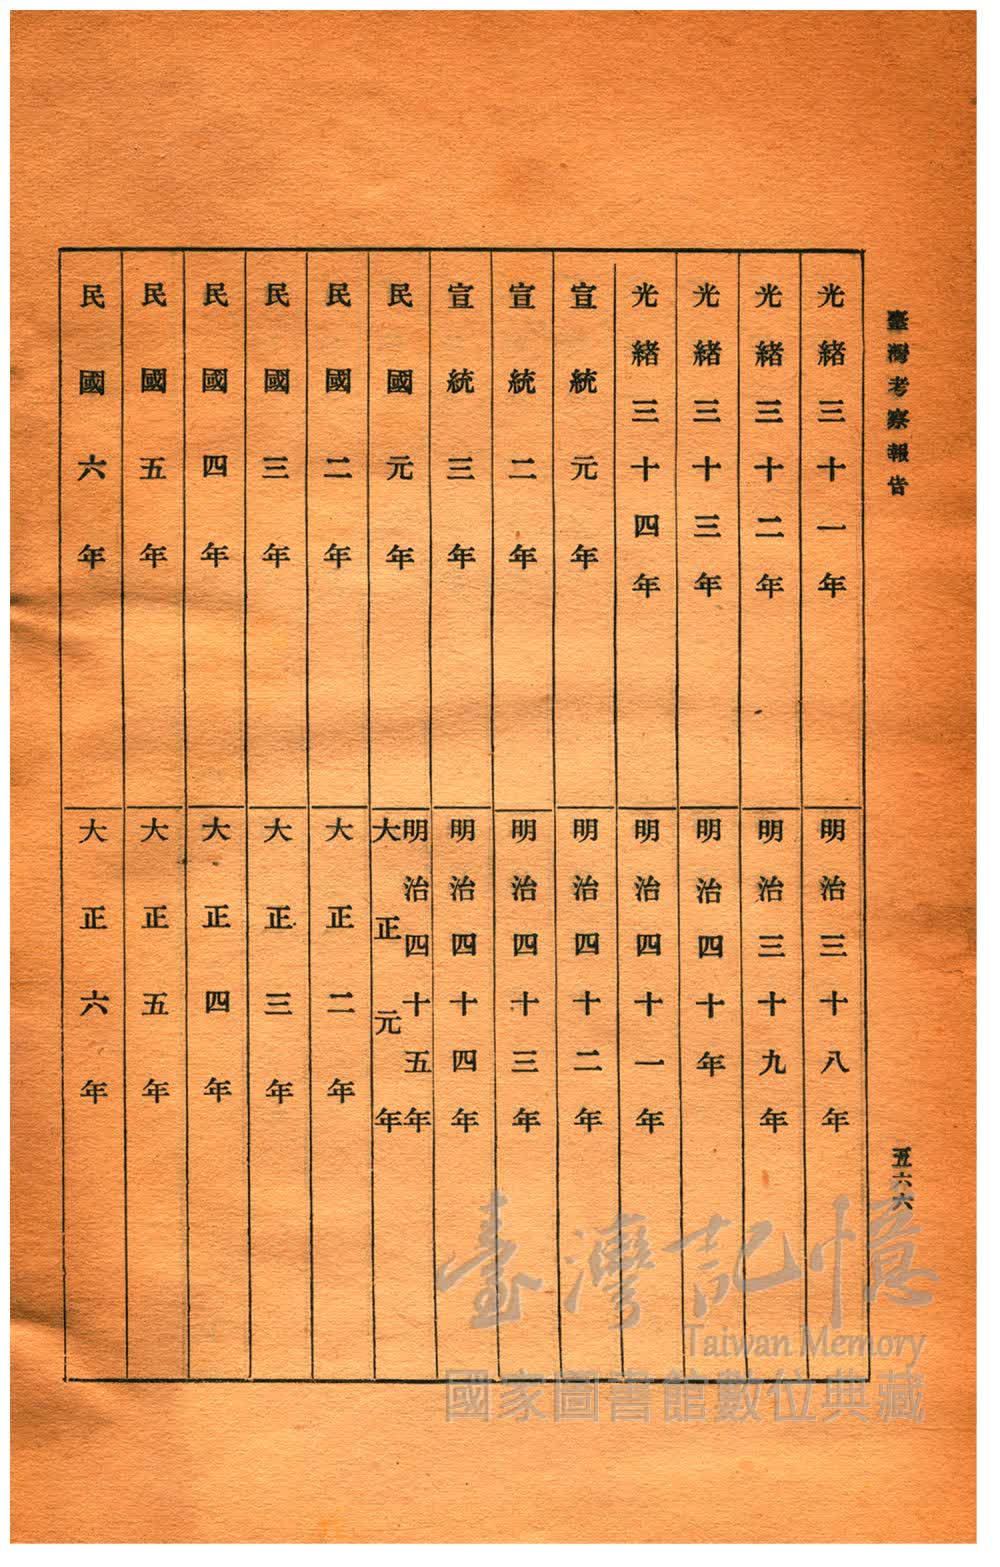 臺灣考察報告
五六六
光緒三十一年
明治三十八年
光緒三十二年
明治三十九年
光緒三十三年
明治四十年
光緒三十四年
明治四十一年
宣統元年
明治四十二年
宣統二年
明治四十三年
宣統三年
明治四十四年
民國元年
明治四十五年
大正元年
民國二年
大正二年
民國三年
大正三年
民國四年
大正四年
民國五年
大正五年
民國六年
大正六年
臺灣記憶
Taiwan Memory
國家圖書館數位典藏